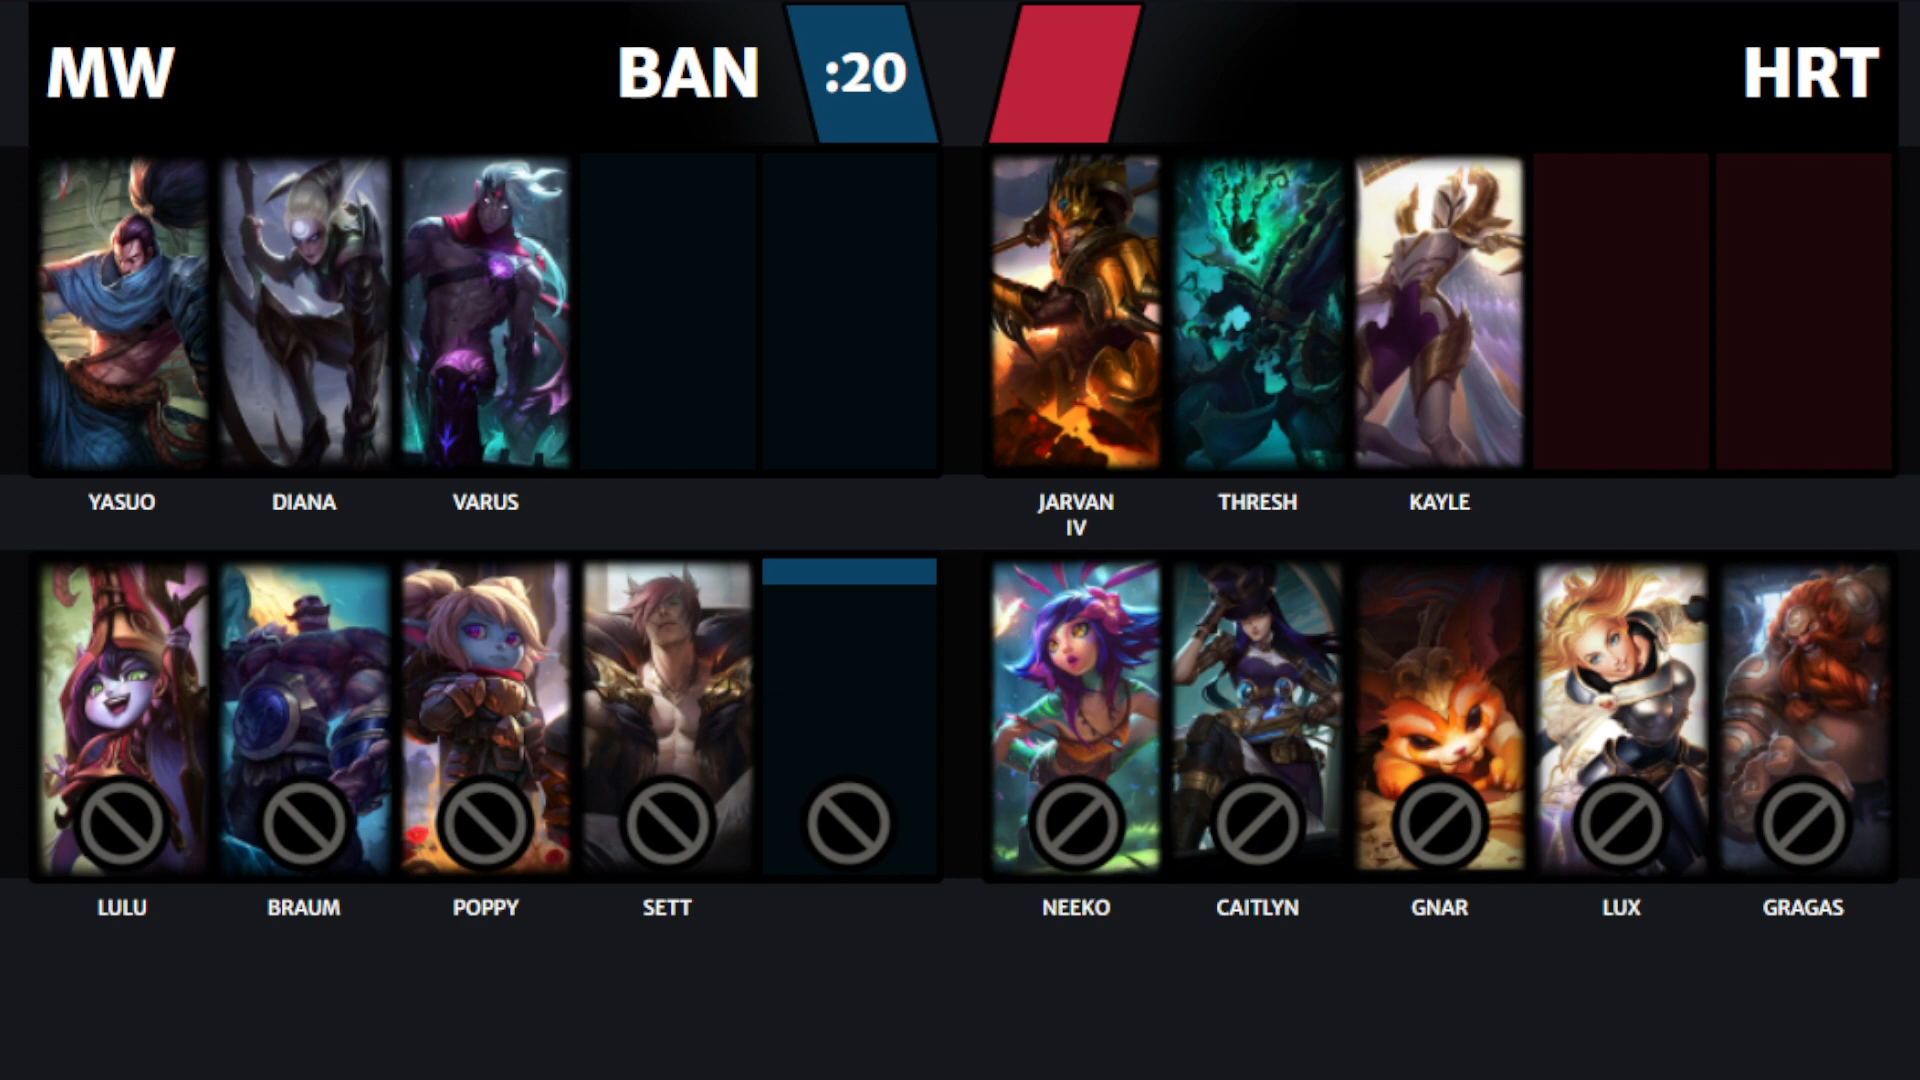 MW
BAN
:20
HRT
YASUO
DIANA
VARUS
JARVAN
IV
THRESH
KAYLE
LULU
BRAUM
POPPY
SETT
NEEKO
CAITLYN
GNAR
LUX
GRAGAS